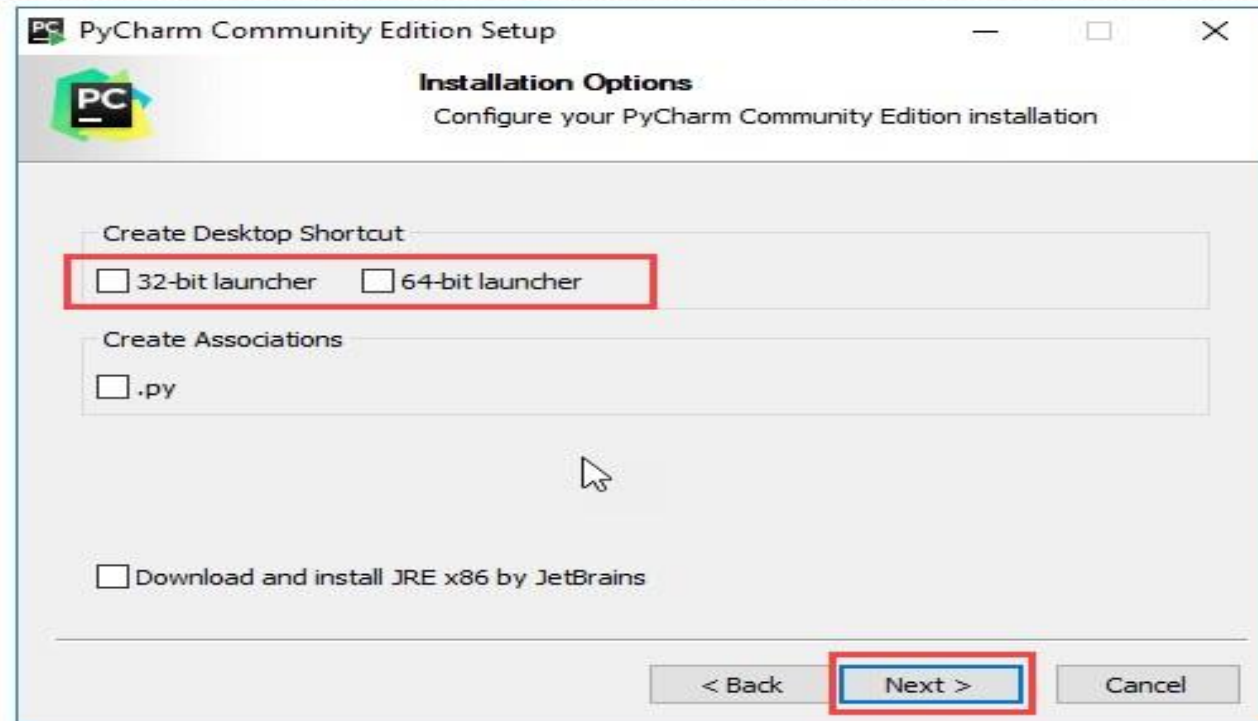 PC PyCharm Community Edition Setup
PC
Installation Options
Configure your PyCharm Community Edition installation
Create Desktop Shortcut
32-bit launcher 64-bit launcher
Create Associations
.py
Download and install JRE x86 by JetBrains
< Back Next > Cancel